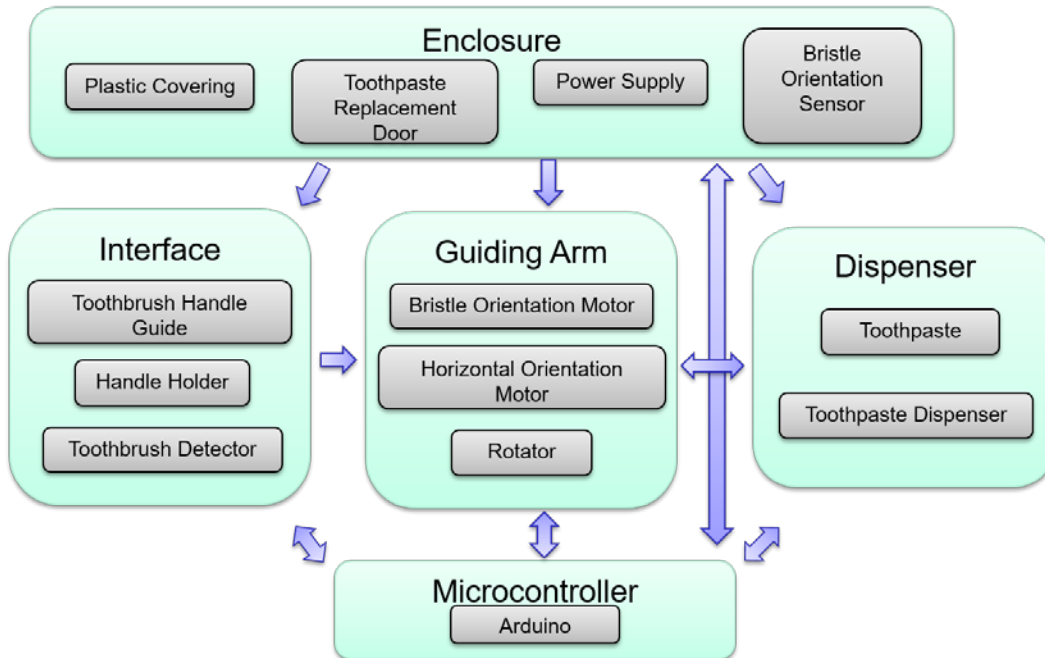 Enclosure
Plastic Covering
Toothpaste
Replacement
Door
Power Supply
Bristle
Orientation
Sensor
Interface
Toothbrush Handle
Guide
Handle Holder
Toothbrush Detector
Guiding Arm
Bristle Orientation Motor
Horizontal Orientation
Motor
Rotator
Dispenser
Toothpaste
Toothpaste Dispenser
Microcontroller
Arduino